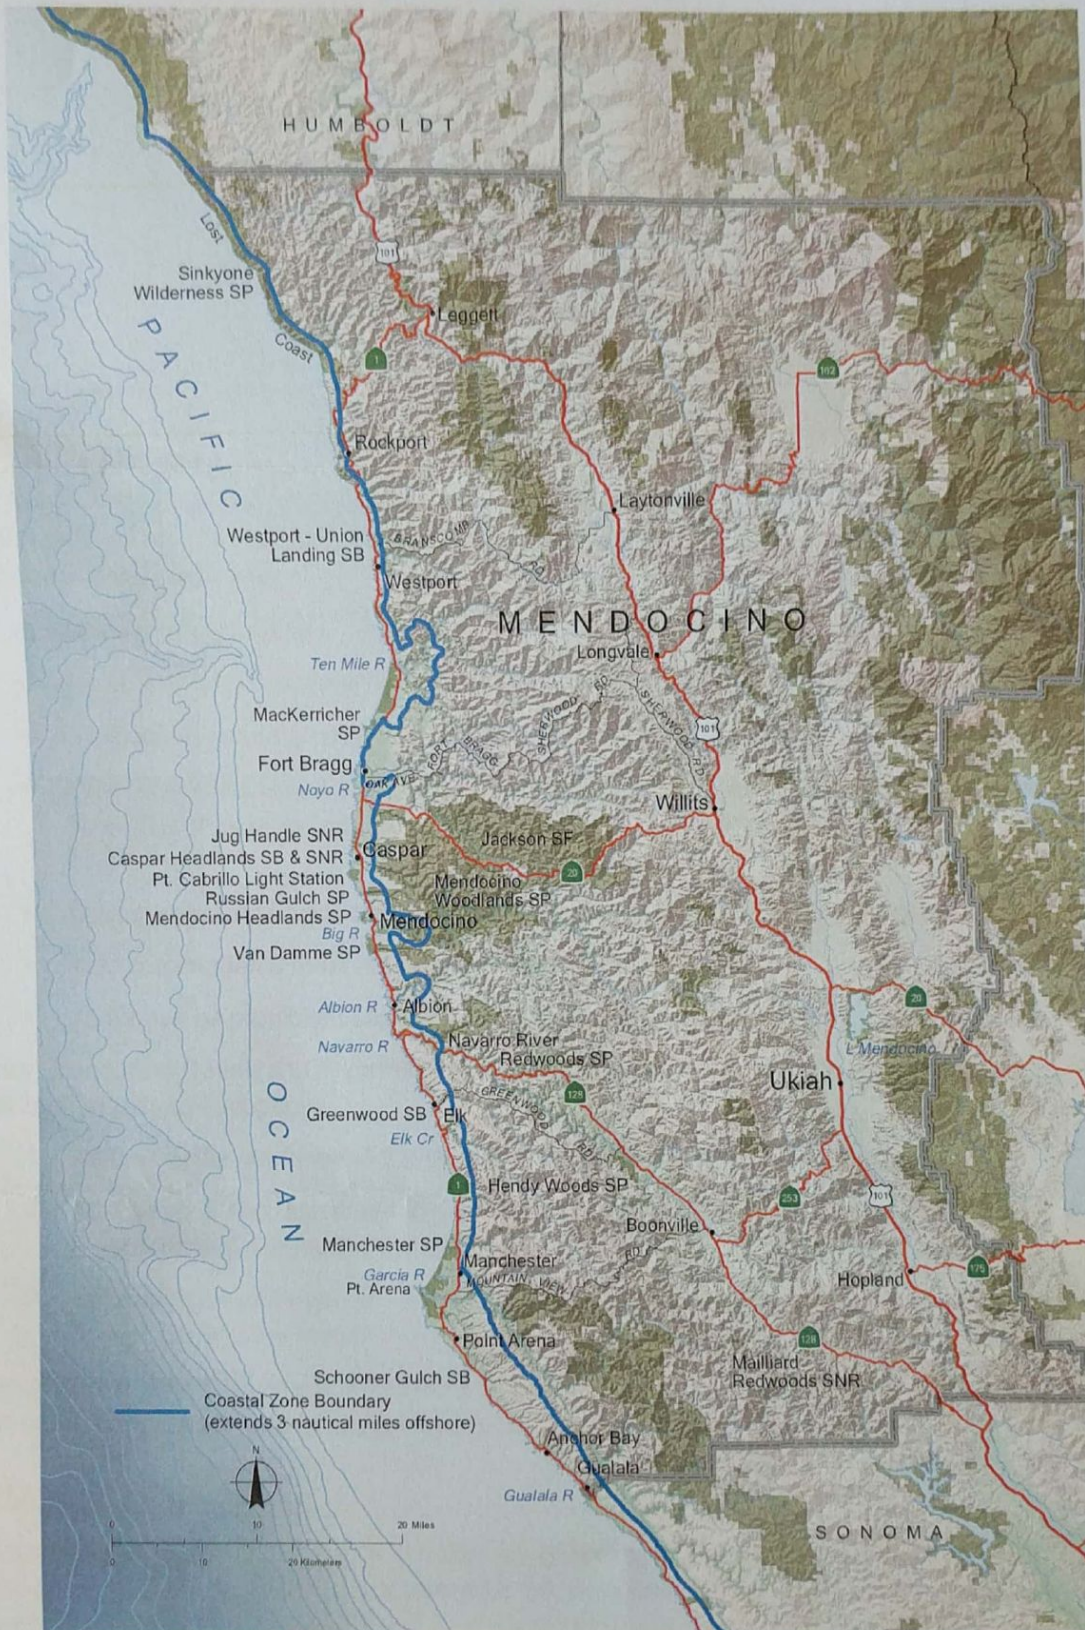 HUMBOLDT
101
Lost
Sinkyone
Wilderness SP
Leggett
Coast
1
162
PACIFIC
Rockport
Laytonville
Westport - Union
Landing SB
BRANSCOMB
RD
Westport
MENDOCINO
Longvale
Ten Mile R
SHERWOOD RD
SHERWOOD RD
MacKerricher
SP
101
FORT BRAGG
Fort Bragg
OAK AVE
Noyo R
Willits
Jackson SF
Jug Handle SNR
Caspar
Caspar Headlands SB & SNR
20
Pt. Cabrillo Light Station
Mendocino
Woodlands SP
Russian Gulch SP
Mendocino Headlands SP
Mendocino
Big R
Van Damme SP
20
Albion R
Albion
Navarro R
Navarro River
Redwoods SP
L Mendocino
OCEAN
Ukiah
GREENWOOD
RD
128
Greenwood SB
Elk
Elk Cr
1
Hendy Woods SP
253
101
Boonville
Manchester SP
Manchester
RD
Garcia R
MOUNTAIN VIEW
Pt. Arena
Hopland
175
Point Arena
128
Mailliard
Redwoods SNR
Schooner Gulch SB
Coastal Zone Boundary
(extends 3 nautical miles offshore)
Anchor Bay
N
Gualala
Gualala R
SONOMA
0 10 20 Miles
0 10 20 Kilometers